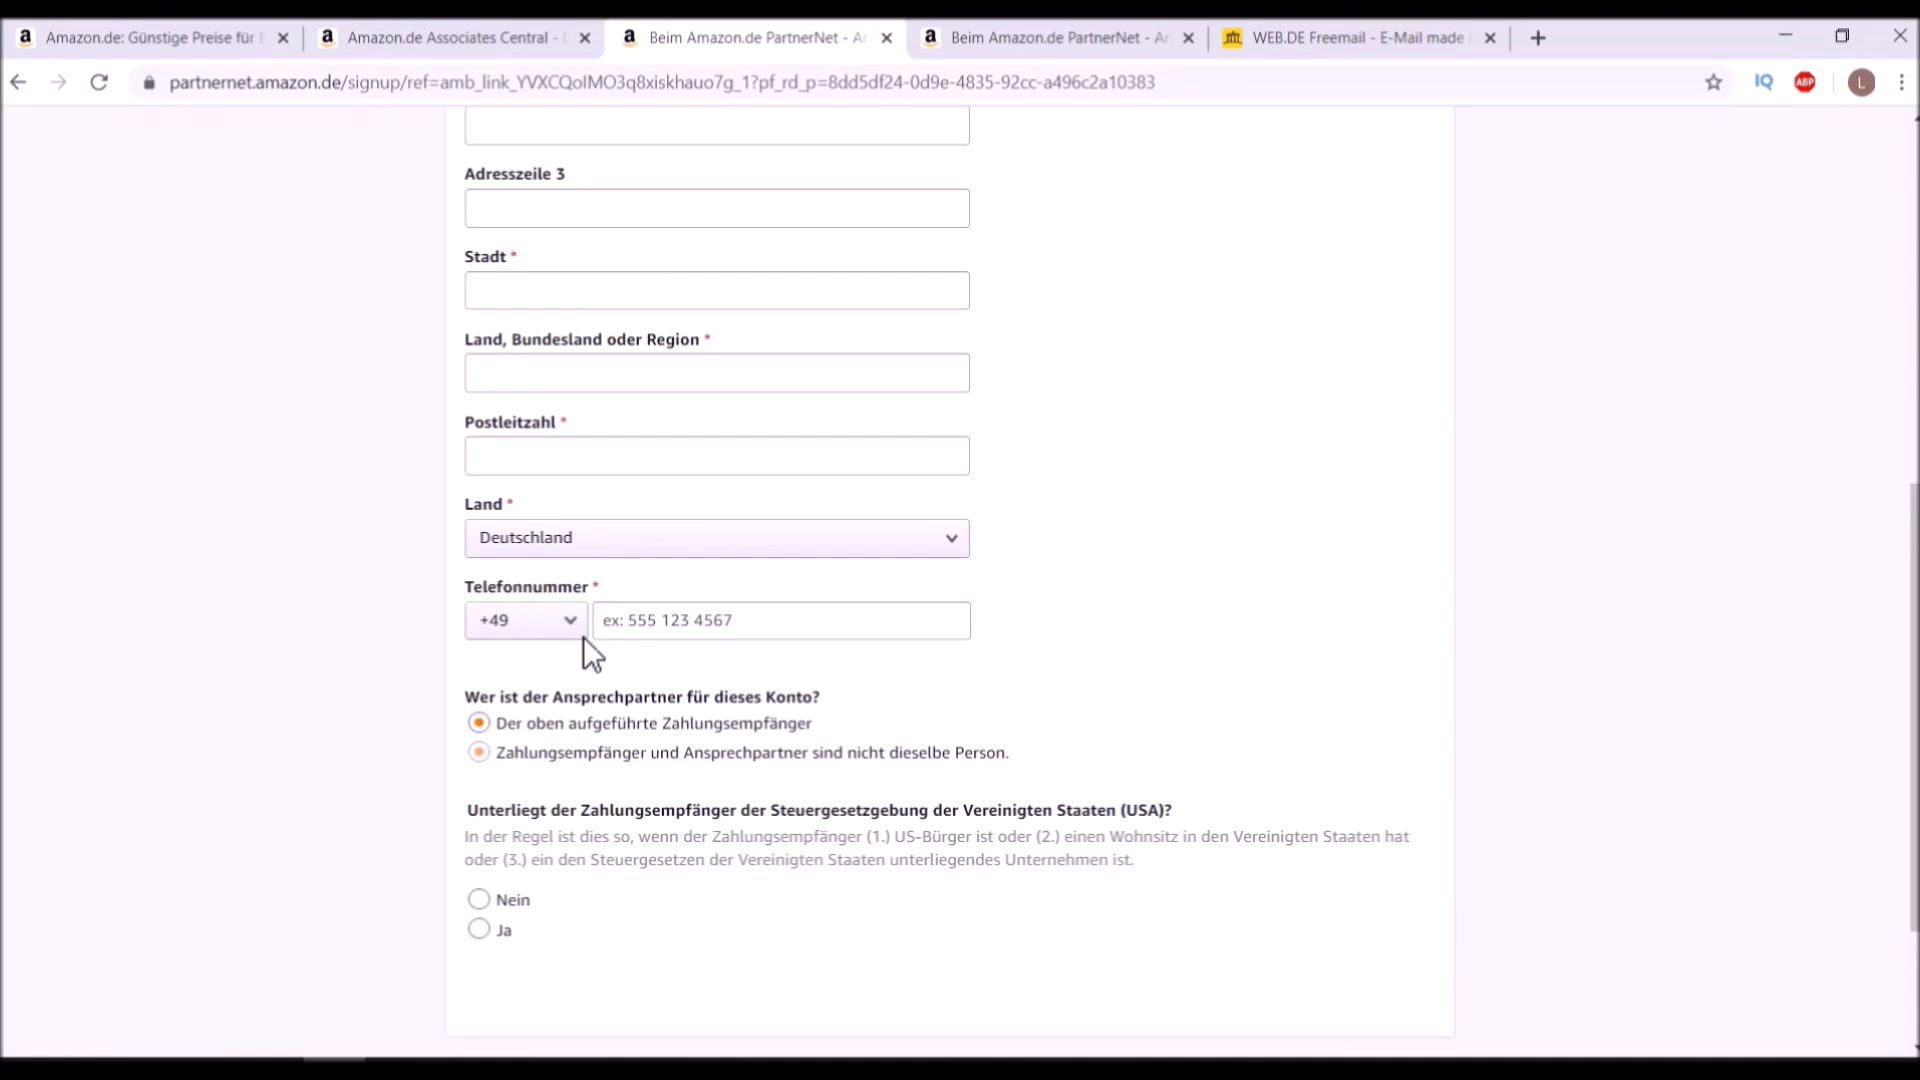 Amazon.de: Günstige Preise für
Amazon.de Associates Central -
Beim Amazon.de PartnerNet -
Beim Amazon.de PartnerNet -
WEB.DE Freemail - E-Mail made
partnernet.amazon.de/signup/ref=amb_link_YVXCQoIMO3q8xiskhauo7g_1?pf_rd_p=8dd5df24-0d9e-4835-92cc-a496c2a10383
IQ
ABP
L
Adresszeile 3
Stadt *
Land, Bundesland oder Region *
Postleitzahl *
Land *
Deutschland
Telefonnummer *
+49
ex: 555 123 4567
Wer ist der Ansprechpartner für dieses Konto?
Der oben aufgeführte Zahlungsempfänger
Zahlungsempfänger und Ansprechpartner sind nicht dieselbe Person.
Unterliegt der Zahlungsempfänger der Steuergesetzgebung der Vereinigten Staaten (USA)?
In der Regel ist dies so, wenn der Zahlungsempfänger (1.) US-Bürger ist oder (2.) einen Wohnsitz in den Vereinigten Staaten hat
oder (3.) ein den Steuergesetzen der Vereinigten Staaten unterliegendes Unternehmen ist.
Nein
Ja